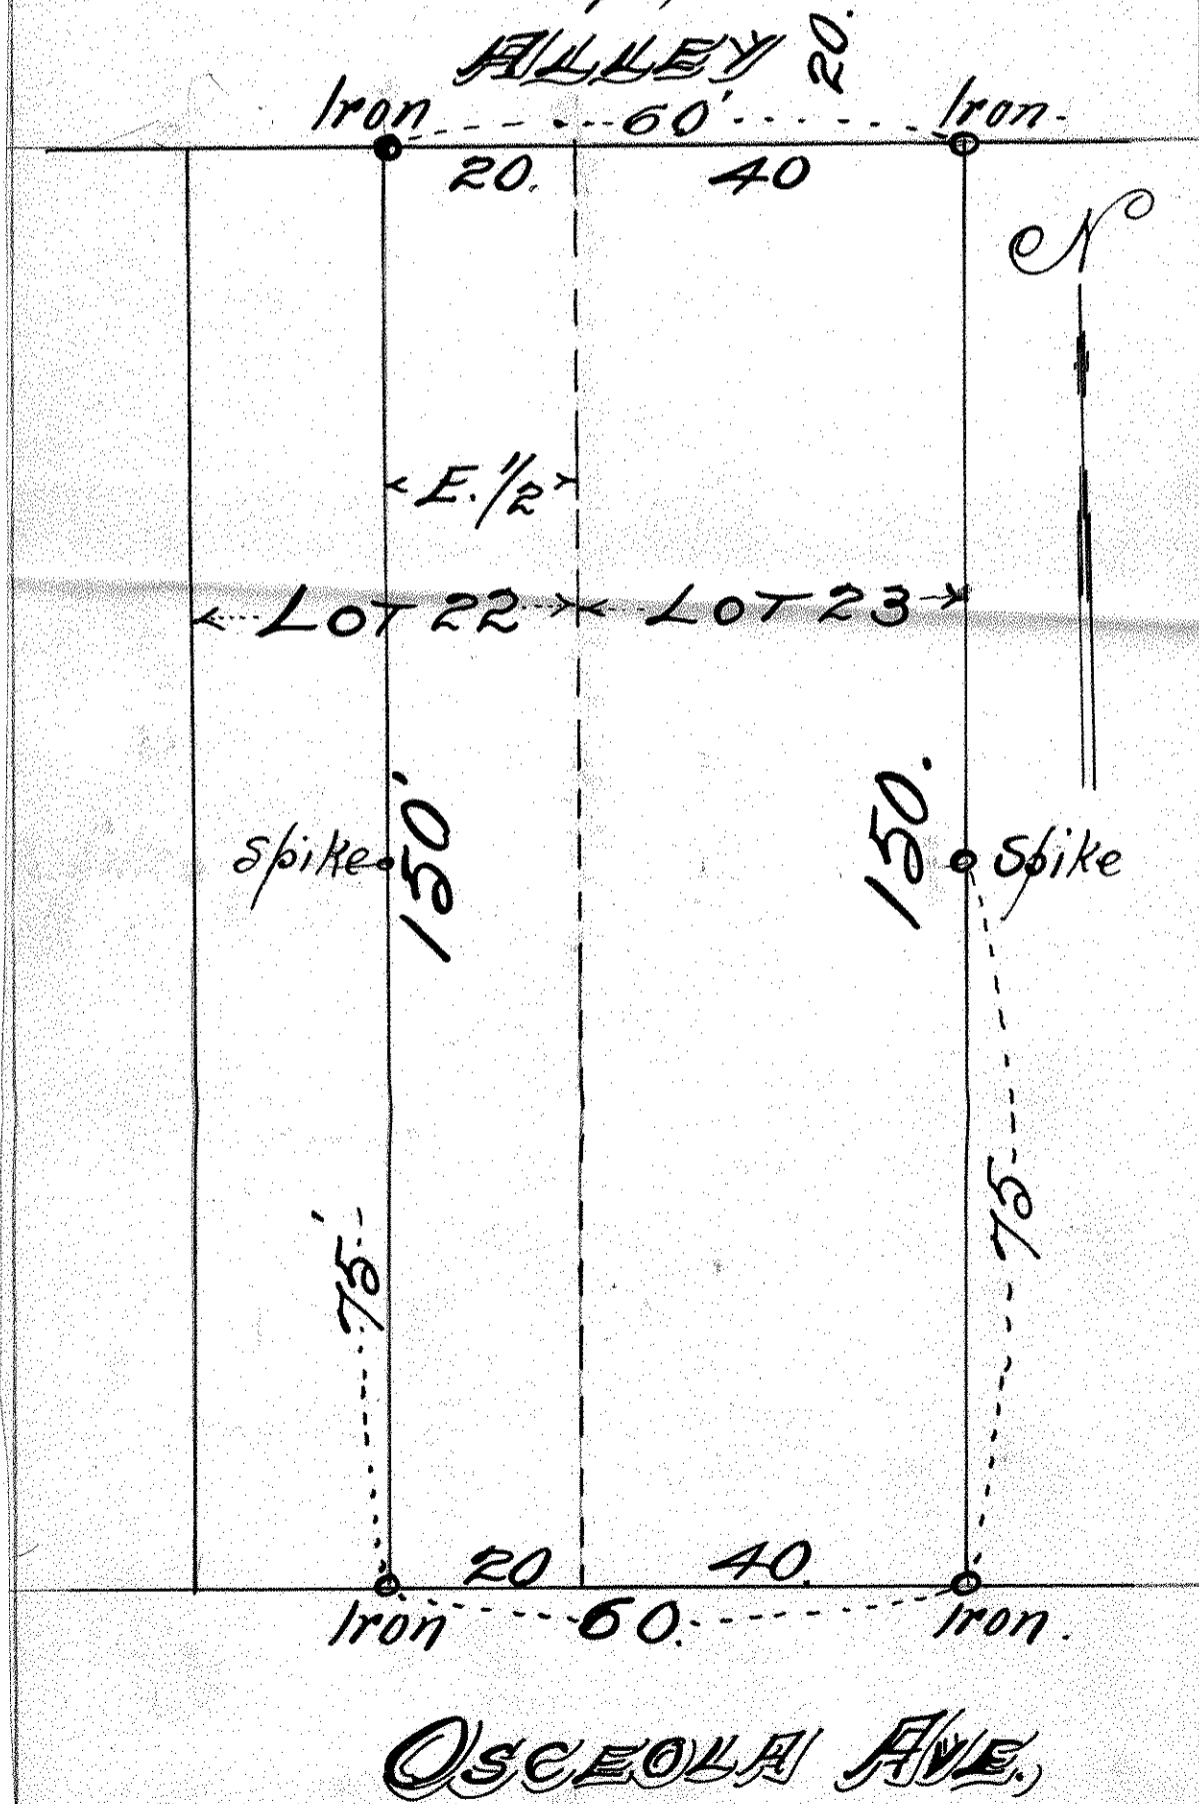 ALLEY 20.
Iron 60' Iron
20. 40
N
E. 1/2
LOT 22 LOT 23
150' 150.
Spike Spike
75' 75
20 40.
Iron 60. Iron.
OSCEOLA AVE.